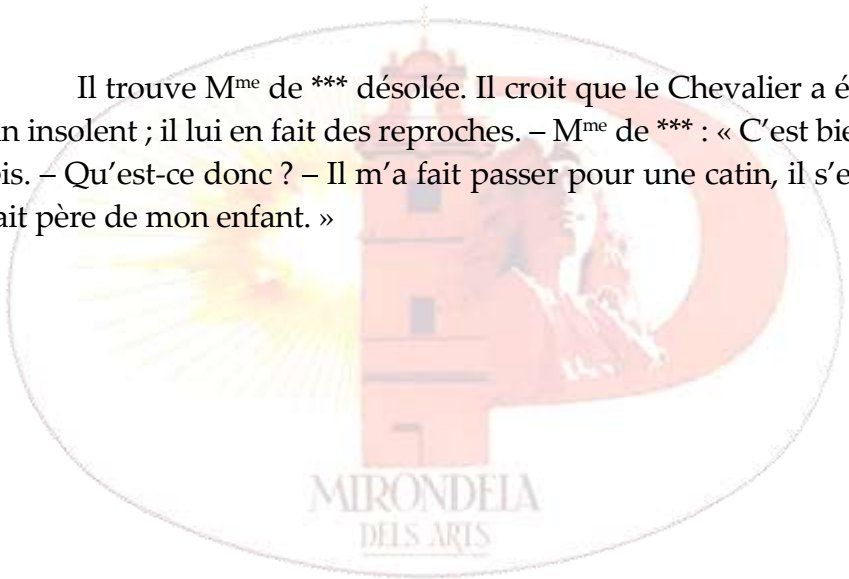 Il trouve Mme de *** désolée. Il croit que le Chevalier a é
n insolent ; il lui en fait des reproches. – Mme de *** : « C’est bie
is. – Qu’est-ce donc ? – Il m’a fait passer pour une catin, il s’e
ait père de mon enfant. »
MIRONDELA
DELS ARTS